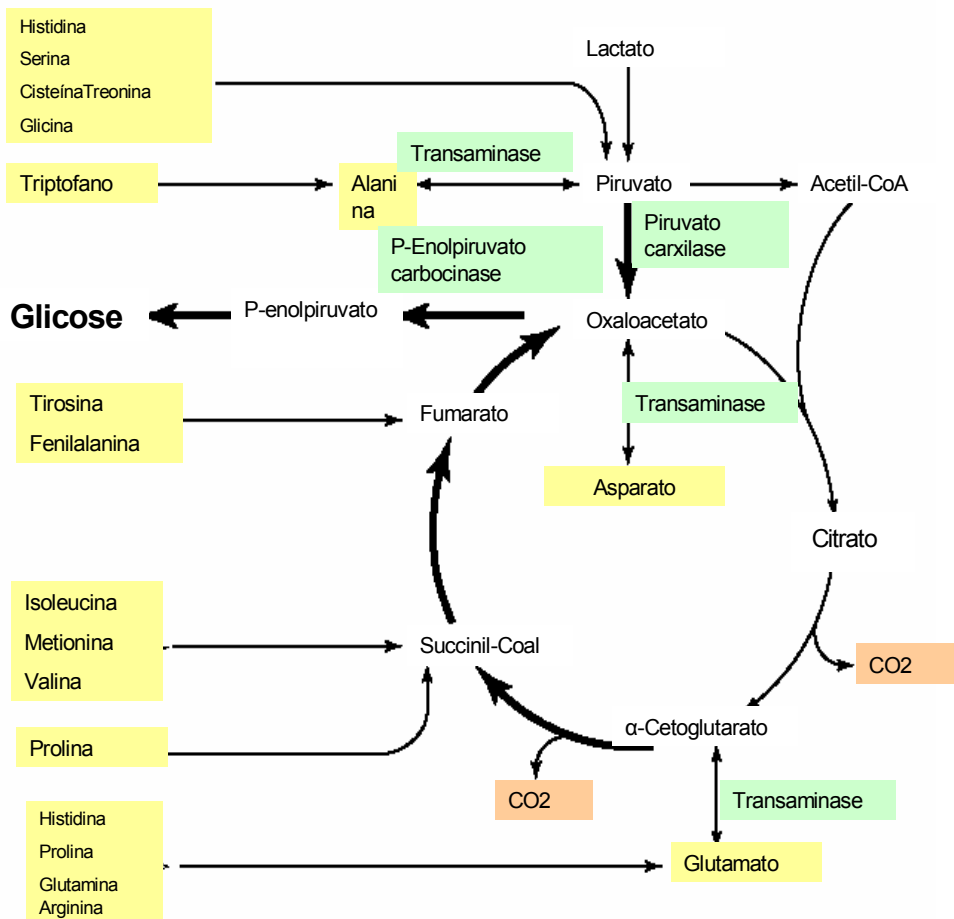 Histidina
Serina
CisteínaTreonina
Glicina
Lactato
Transaminase
Triptofano
Alani
na
Piruvato
Acetil-CoA
P-Enolpiruvato
carbocinase
Piruvato
carxilase
Glicose
P-enolpiruvato
Oxaloacetato
Tirosina
Fenilalanina
Fumarato
Transaminase
Asparato
Citrato
Isoleucina
Metionina
Valina
Succinil-Coal
CO2
Prolina
α-Cetoglutarato
CO2
Transaminase
Histidina
Prolina
Glutamina
Arginina
Glutamato